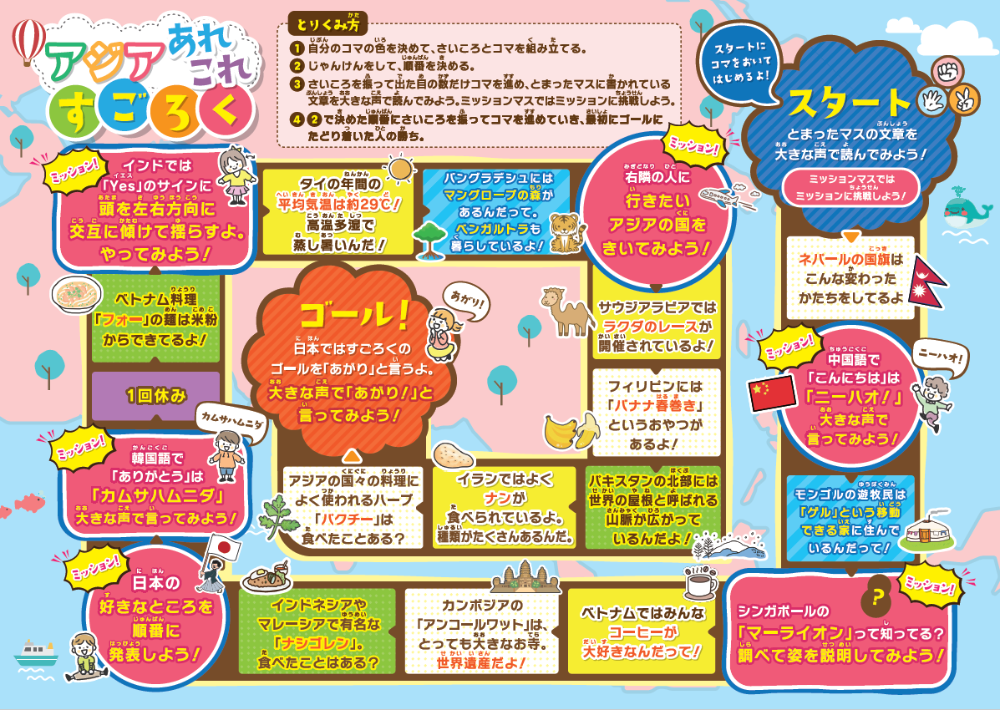 アジアあれこれ
すごろく
とりくみ方
① 自分のコマの色を決めて、さいころとコマを組み立てる。
② じゃんけんをして、順番を決める。
③ さいころを振って出た目の数だけコマを進め、とまったマスに書かれている
文章を大きな声で読んでみよう。ミッションマスではミッションに挑戦しよう。
④ ②で決めた順番にさいころを振ってコマを進めていき、最初にゴールに
たどり着いた人の勝ち。
スタートに
コマをおいて
はじめるよ!
スタート
とまったマスの文章を
大きな声で読んでみよう!
ミッションマスでは
ミッションに挑戦しよう!
ネパールの国旗は
こんな変わった
かたちをしてるよ
ミッション!
中国語で
「こんにちは」は
「ニーハオ!」
大きな声で
言ってみよう!
ニーハオ!
モンゴルの遊牧民は
「ゲル」という移動
できる家に住んで
いるんだって!
ミッション!
?
シンガポールの
「マーライオン」って知ってる?
調べて姿を説明してみよう!
ベトナムではみんな
コーヒーが
大好きなんだって!
カンボジアの
「アンコールワット」は、
とっても大きなお寺。
世界遺産だよ!
インドネシアや
マレーシアで有名な
「ナシゴレン」。
食べたことはある?
ミッション!
日本の
好きなところを
順番に
発表しよう!
ミッション!
韓国語で
「ありがとう」は
「カムサハムニダ」
大きな声で言ってみよう!
カムサハムニダ
1回休み
ベトナム料理
「フォー」の麺は米粉
からできてるよ!
ミッション!
インドでは
「Yes」のサインに
頭を左右方向に
交互に傾けて揺らすよ。
やってみよう!
タイの年間の
平均気温は約29℃!
高温多湿で
蒸し暑いんだ!
バングラデシュには
マングローブの森が
あるんだって。
ベンガルトラも
暮らしているよ!
ミッション!
右隣の人に
行きたい
アジアの国を
きいてみよう!
サウジアラビアでは
ラクダのレースが
開催されているよ!
フィリピンには
「バナナ春巻き」
というおやつが
あるよ!
パキスタンの北部には
世界の屋根と呼ばれる
山脈が広がって
いるんだよ!
イランではよく
ナンが
食べられているよ。
種類がたくさんあるんだ。
アジアの国々の料理に
よく使われるハーブ
「パクチー」は
食べたことある?
ゴール!
日本ではすごろくの
ゴールを「あがり」と言うよ。
大きな声で「あがり!」と
言ってみよう!
あがり!